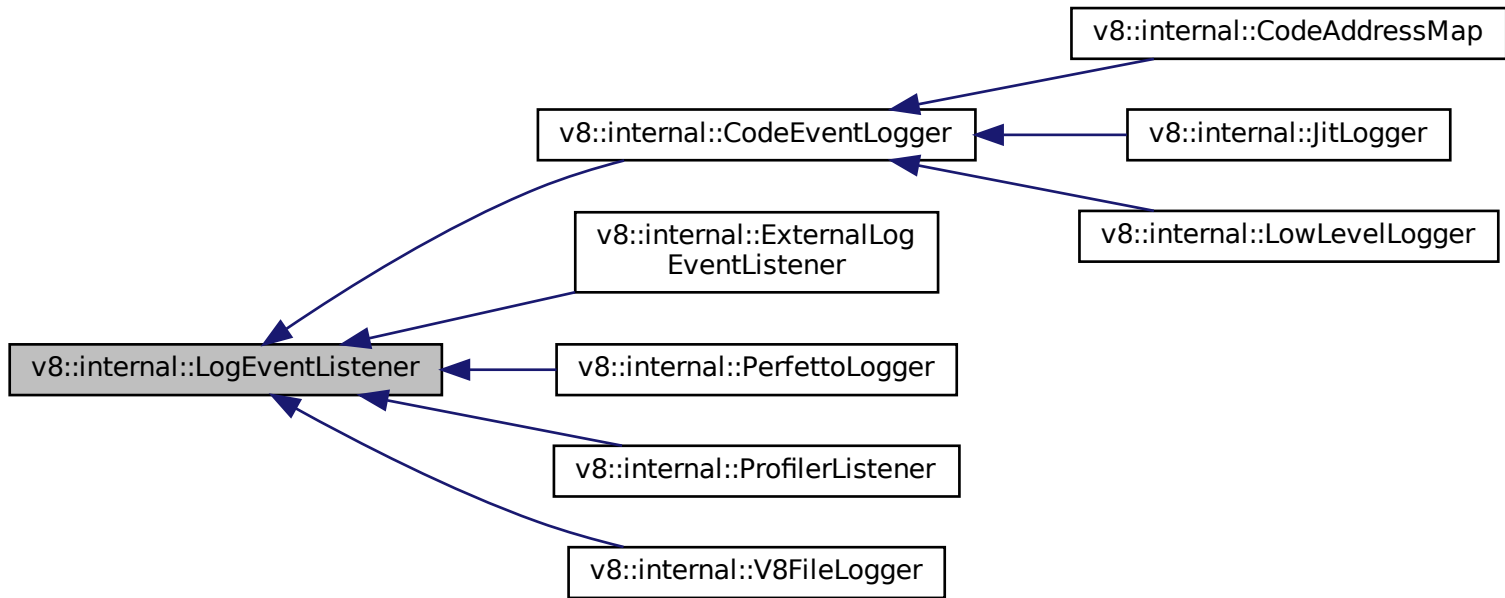 v8::internal::CodeAddressMap
v8::internal::CodeEventLogger
v8::internal::JitLogger
v8::internal::LowLevelLogger
v8::internal::ExternalLog
EventListener
v8::internal::LogEventListener
v8::internal::PerfettoLogger
v8::internal::ProfilerListener
v8::internal::V8FileLogger